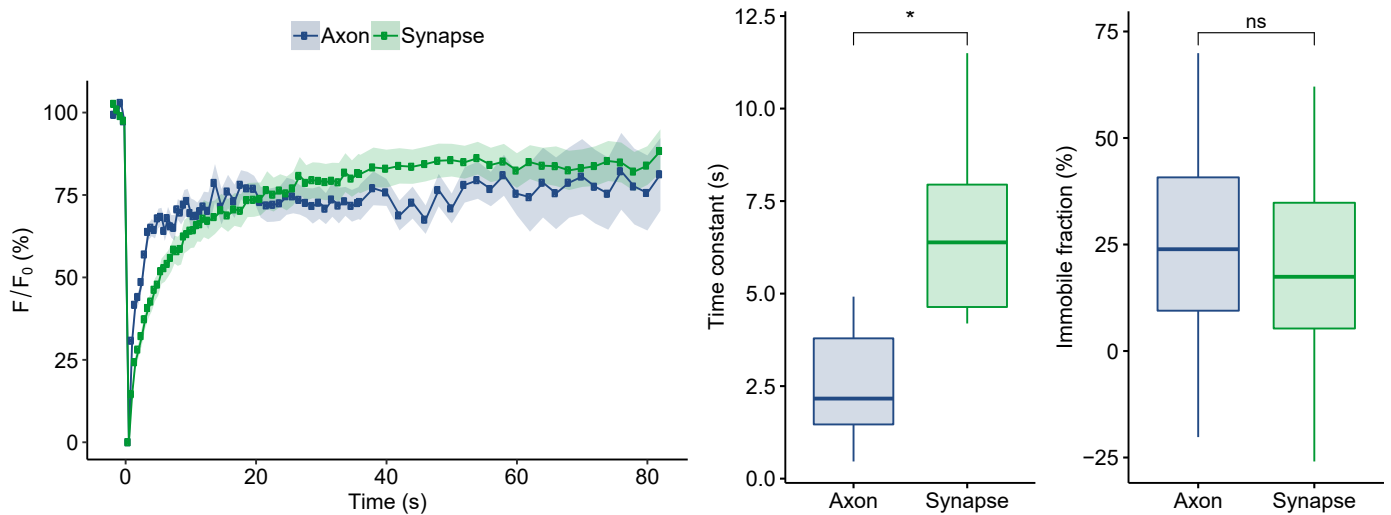 Axon Synapse
F / F₀ (%)
100
75
50
25
0
0 20 40 60 80
Time (s)
Time constant (s)
12.5
10.0
7.5
5.0
2.5
0.0
*
Axon Synapse
Immobile fraction (%)
75
50
25
0
−25
ns
Axon Synapse